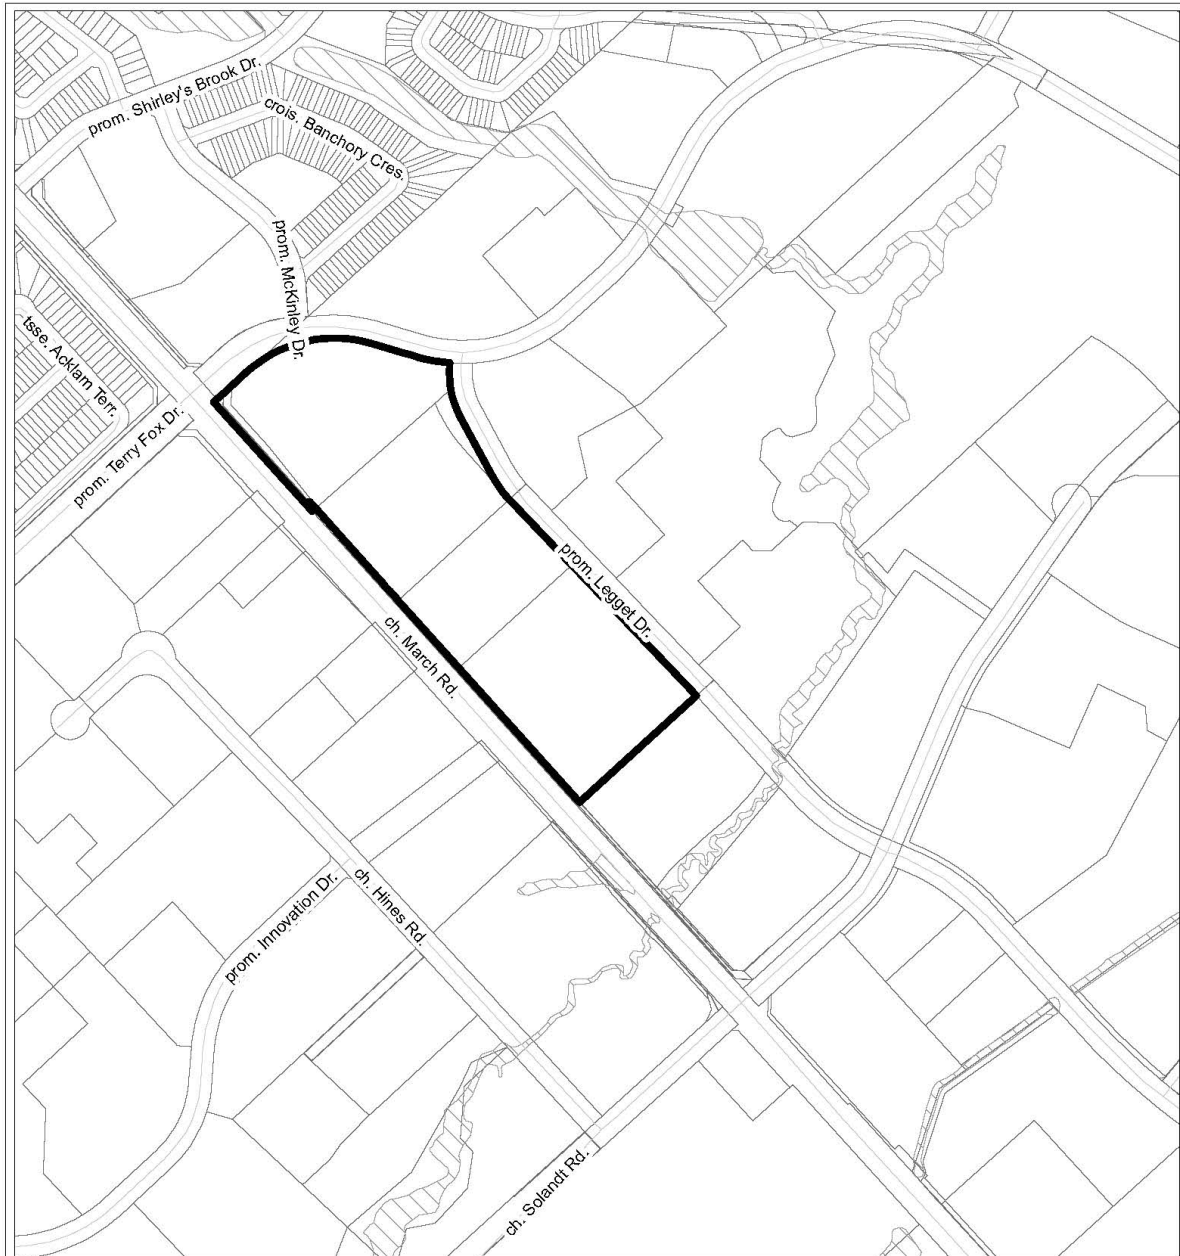 prom. Shirley's Brook Dr.
crois. Banchory Cres.
prom. McKinley Dr.
tsse. Acklam Terr.
prom. Terry Fox Dr.
prom. Legget Dr.
ch. March Rd.
ch. Hines Rd.
prom. Innovation Dr.
ch. Solandt Rd.